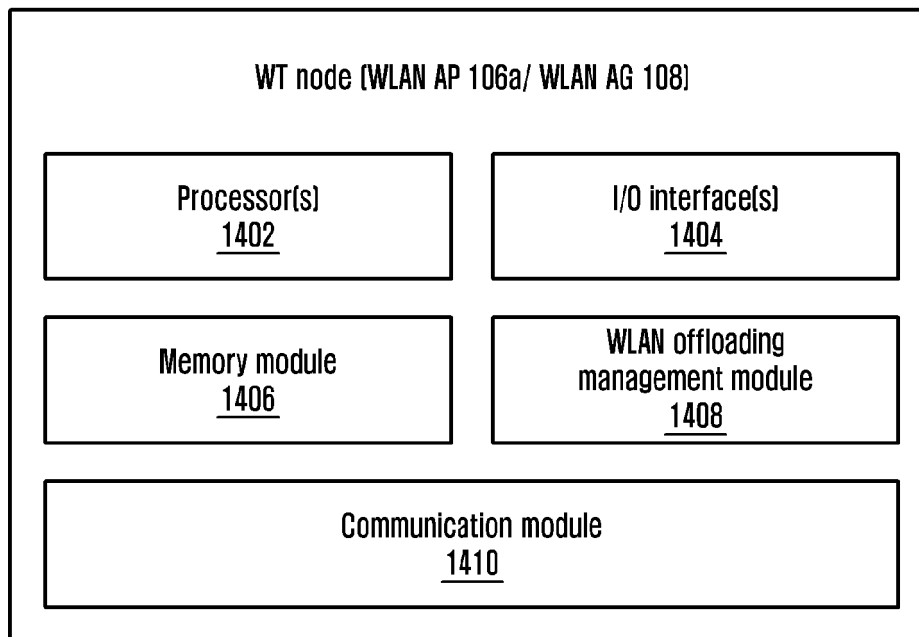 WT node (WLAN AP 106a/ WLAN AG 108)
Processor(s)
1402
I/O interface(s)
1404
Memory module
1406
WLAN offloading
management module
1408
Communication module
1410